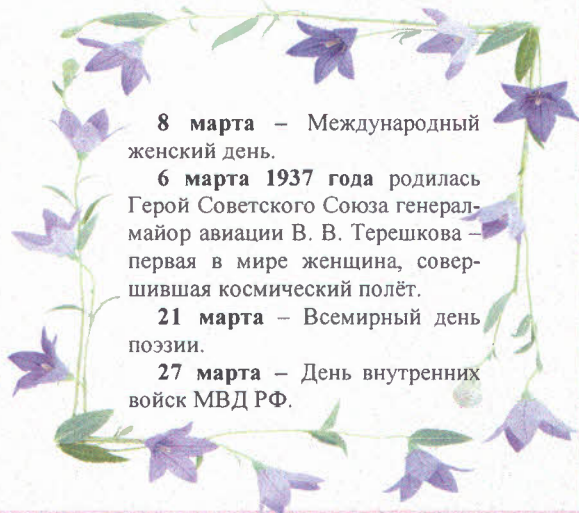 8 марта – Международный
женский день.
6 марта 1937 года родилась
Герой Советского Союза генерал-
майор авиации В. В. Терешкова –
первая в мире женщина, совер-
шившая космический полёт.
21 марта – Всемирный день
поэзии.
27 марта – День внутренних
войск МВД РФ.